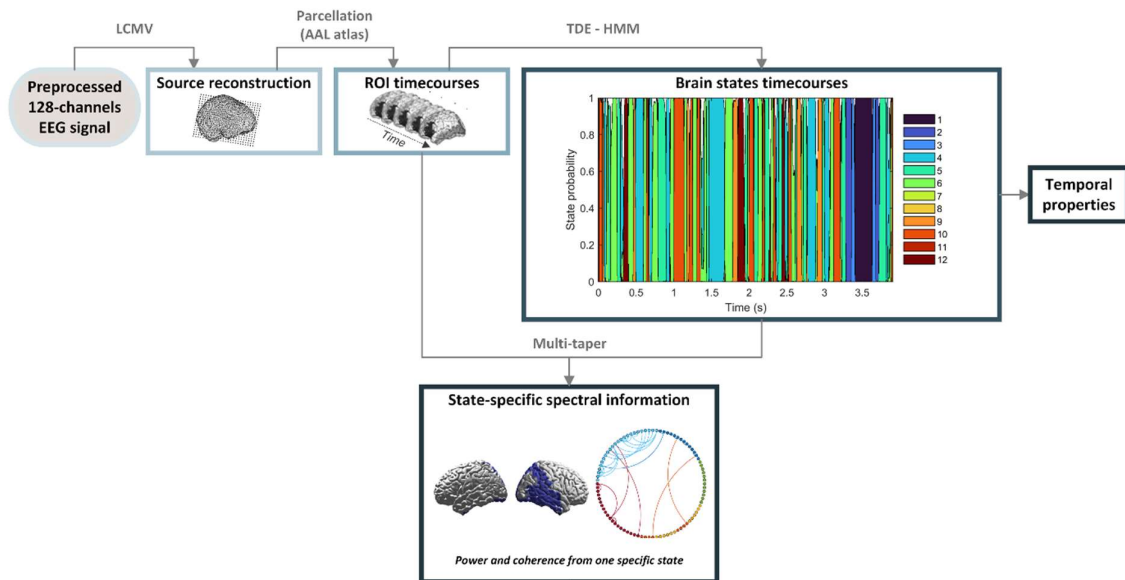 LCMV
Parcellation
(AAL atlas)
TDE - HMM
Preprocessed
128-channels
EEG signal
Source reconstruction
ROI timecourses
Time
Brain states timecourses
State probability
1
0.8
0.6
0.4
0.2
0
0
0.5
1
1.5
2
2.5
3
3.5
Time (s)
1
2
3
4
5
6
7
8
9
10
11
12
Temporal
properties
Multi-taper
State-specific spectral information
Power and coherence from one specific state